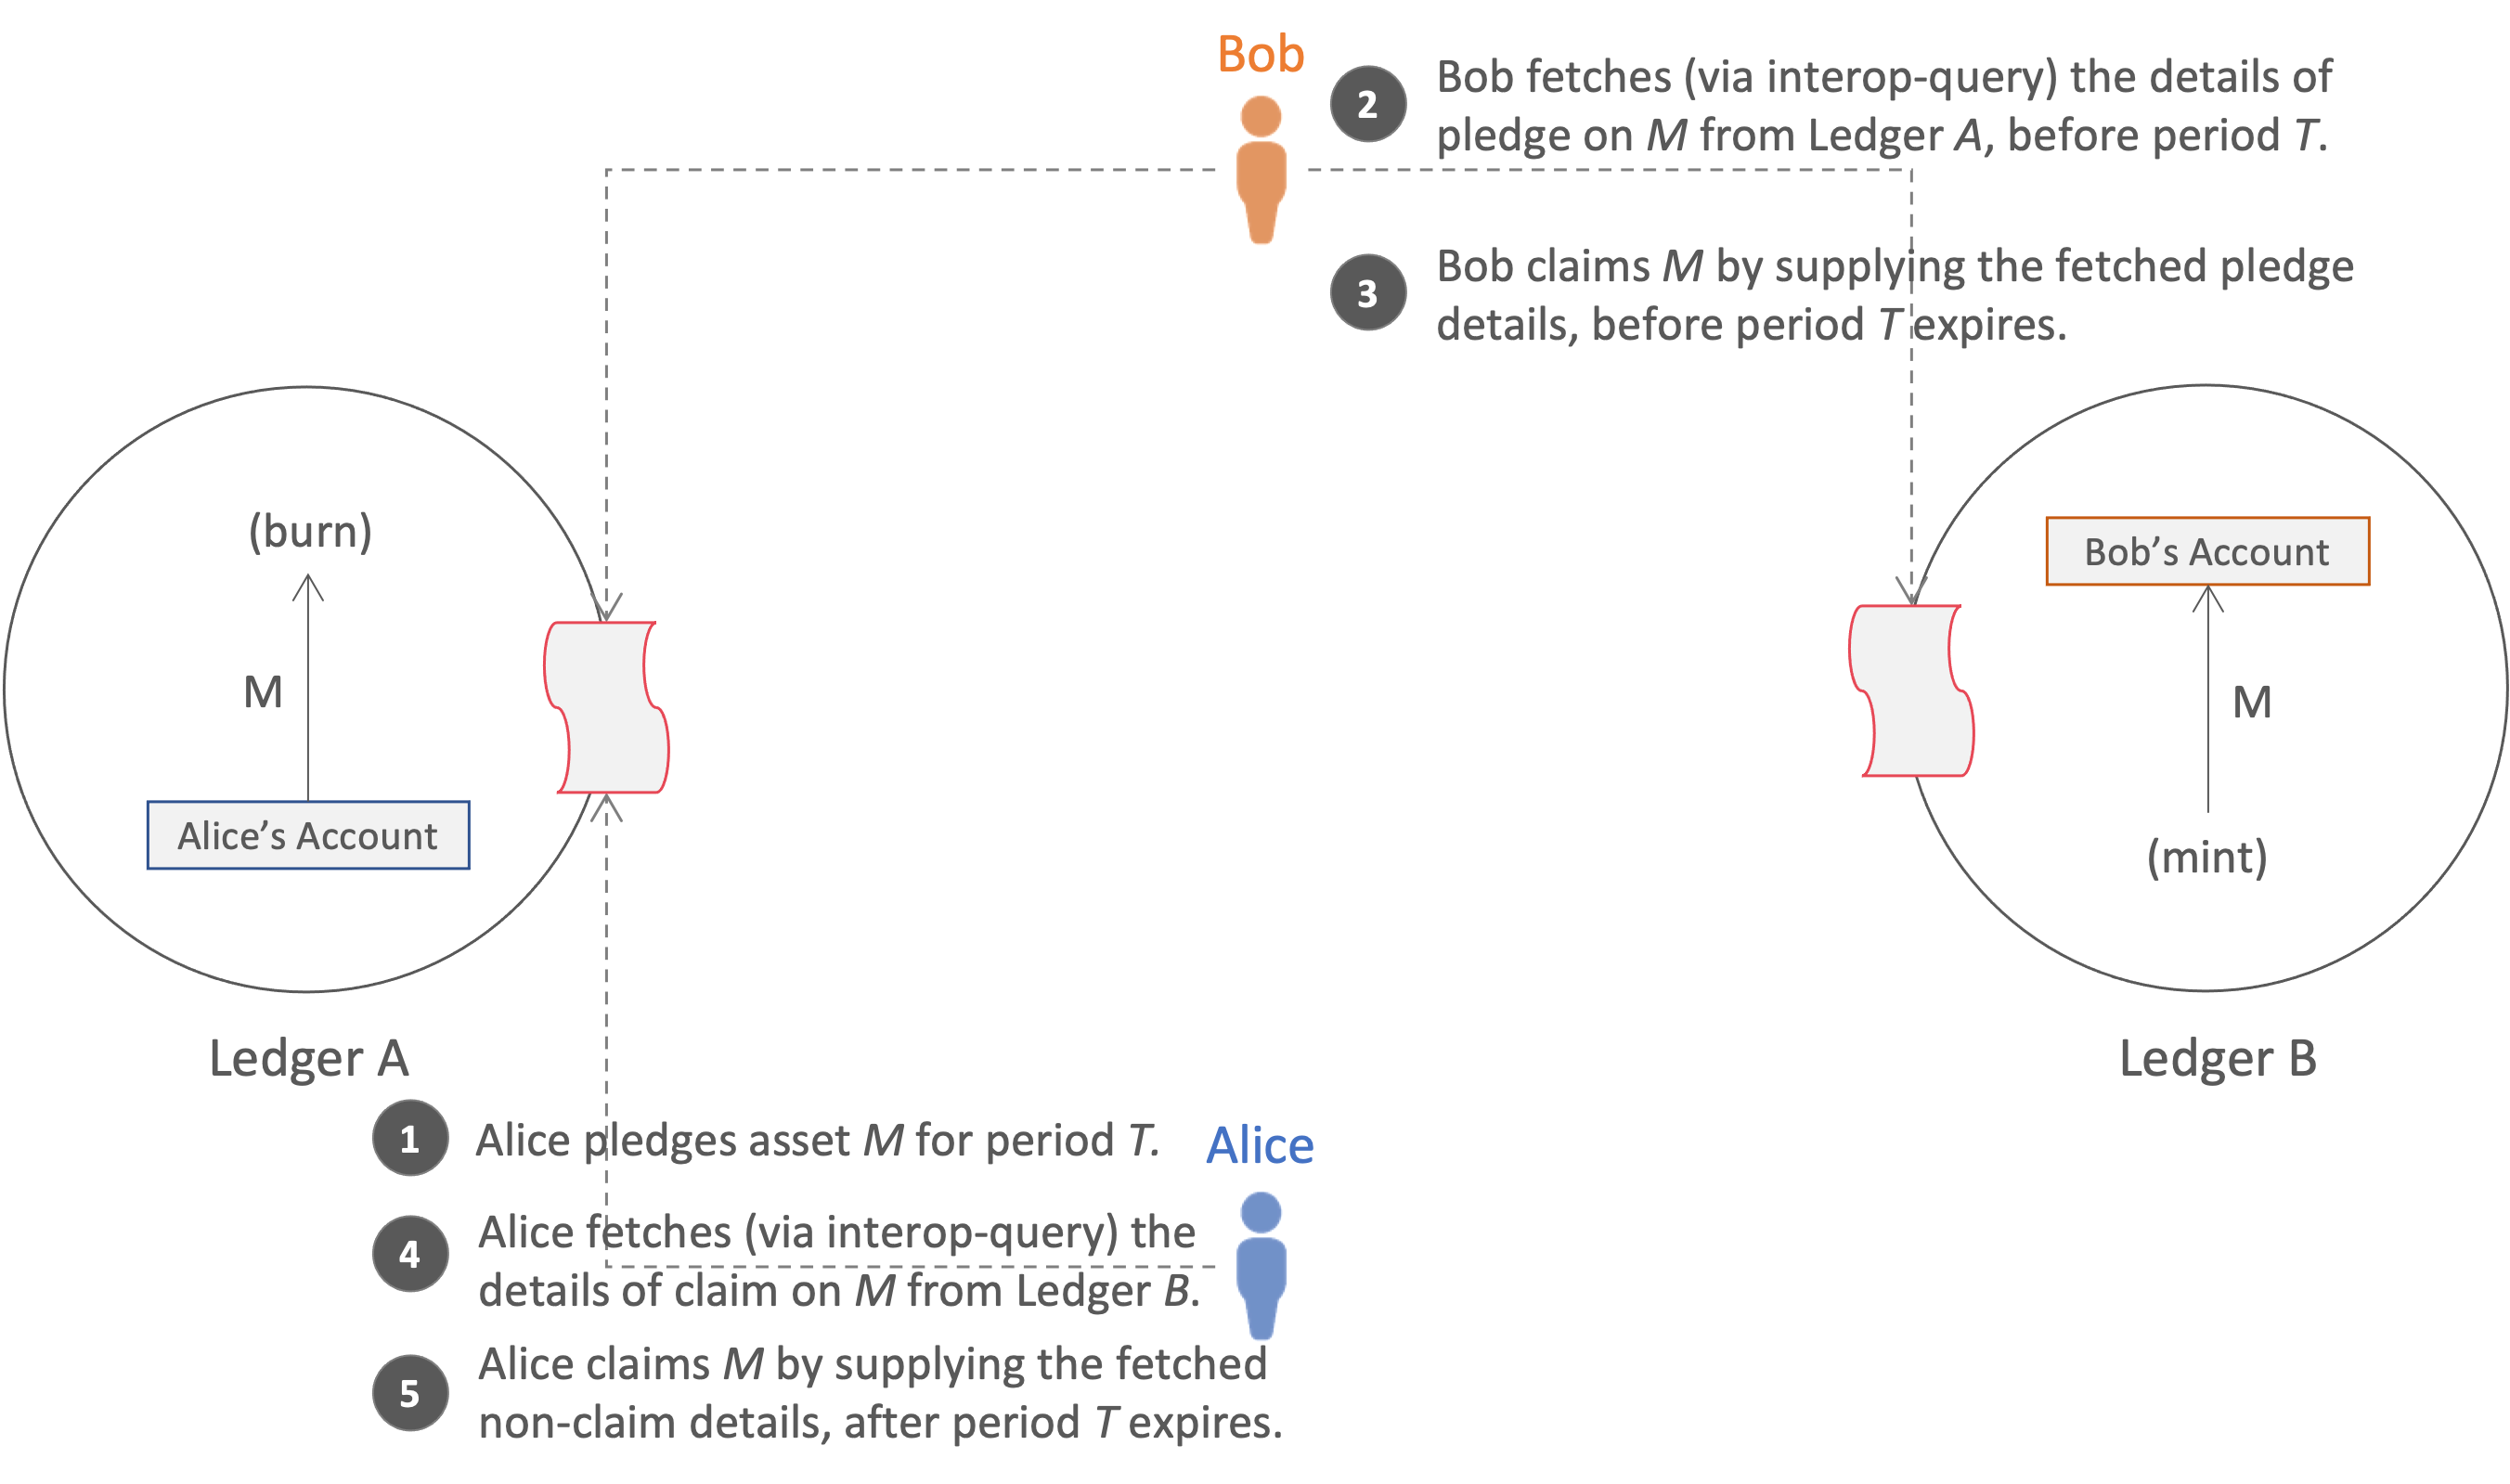 Bob
2
Bob fetches (via interop-query) the details of
pledge on M from Ledger A, before period T.
3
Bob claims M by supplying the fetched pledge
details, before period T expires.
(burn)
M
Alice’s Account
Ledger A
Bob’s Account
M
(mint)
Ledger B
1
Alice pledges asset M for period T.
Alice
4
Alice fetches (via interop-query) the
details of claim on M from Ledger B.
5
Alice claims M by supplying the fetched
non-claim details, after period T expires.